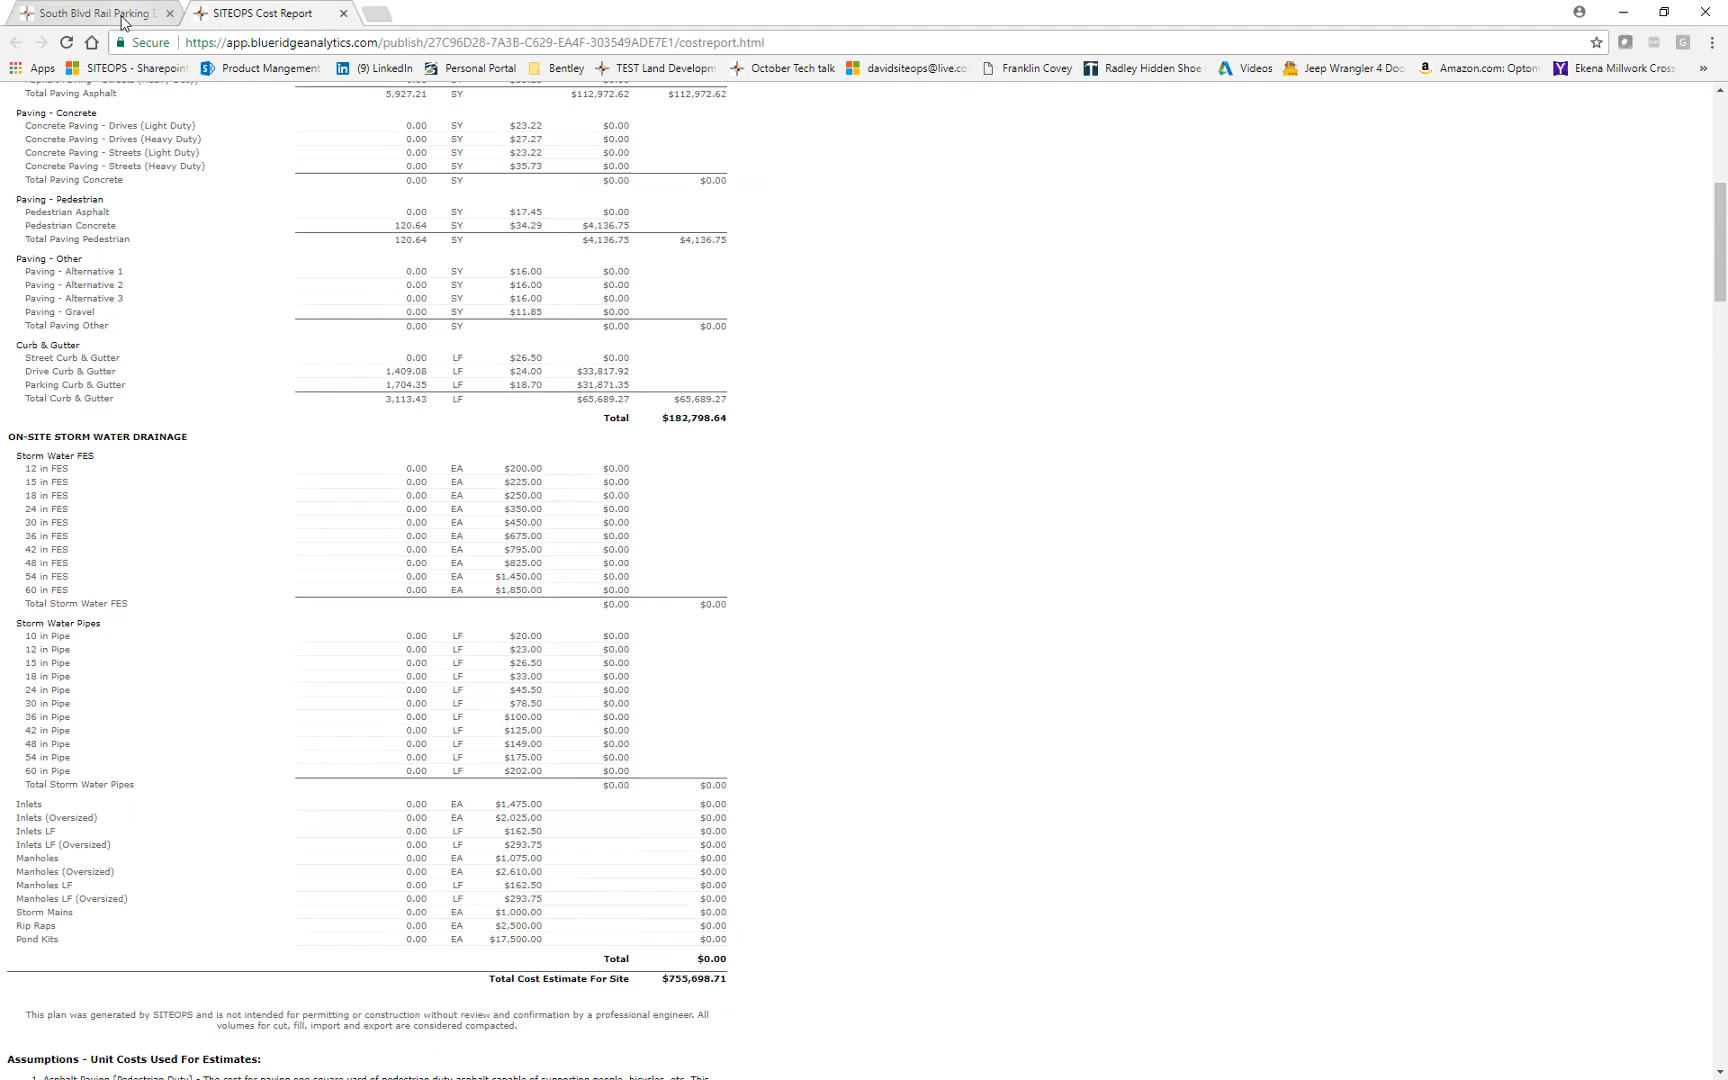 South Blvd Rail Parking
SITEOPS Cost Report
Secure
https://app.blueridgeanalytics.com/publish/27C96D28-7A3B-C629-EA4F-303549ADE7E1/costreport.html
Apps SITEOPS - Sharepoint Product Mangement (9) LinkedIn Personal Portal Bentley TEST Land Developm October Tech talk davidsiteops@live.co Franklin Covey Radley Hidden Shoe Videos Jeep Wrangler 4 Doo Amazon.com: Optom Ekena Millwork Cross »
Total Paving Asphalt 5,927.21 SY $112,972.62 $112,972.62
Paving - Concrete
Concrete Paving - Drives (Light Duty) 0.00 SY $23.22 $0.00
Concrete Paving - Drives (Heavy Duty) 0.00 SY $27.27 $0.00
Concrete Paving - Streets (Light Duty) 0.00 SY $23.22 $0.00
Concrete Paving - Streets (Heavy Duty) 0.00 SY $35.73 $0.00
Total Paving Concrete 0.00 SY $0.00 $0.00
Paving - Pedestrian
Pedestrian Asphalt 0.00 SY $17.45 $0.00
Pedestrian Concrete 120.64 SY $34.29 $4,136.75
Total Paving Pedestrian 120.64 SY $4,136.75 $4,136.75
Paving - Other
Paving - Alternative 1 0.00 SY $16.00 $0.00
Paving - Alternative 2 0.00 SY $16.00 $0.00
Paving - Alternative 3 0.00 SY $16.00 $0.00
Paving - Gravel 0.00 SY $11.85 $0.00
Total Paving Other 0.00 SY $0.00 $0.00
Curb & Gutter
Street Curb & Gutter 0.00 LF $26.50 $0.00
Drive Curb & Gutter 1,409.08 LF $24.00 $33,817.92
Parking Curb & Gutter 1,704.35 LF $18.70 $31,871.35
Total Curb & Gutter 3,113.43 LF $65,689.27 $65,689.27
Total $182,798.64
ON-SITE STORM WATER DRAINAGE
Storm Water FES
12 in FES 0.00 EA $200.00 $0.00
15 in FES 0.00 EA $225.00 $0.00
18 in FES 0.00 EA $250.00 $0.00
24 in FES 0.00 EA $350.00 $0.00
30 in FES 0.00 EA $450.00 $0.00
36 in FES 0.00 EA $675.00 $0.00
42 in FES 0.00 EA $795.00 $0.00
48 in FES 0.00 EA $825.00 $0.00
54 in FES 0.00 EA $1,450.00 $0.00
60 in FES 0.00 EA $1,850.00 $0.00
Total Storm Water FES $0.00 $0.00
Storm Water Pipes
10 in Pipe 0.00 LF $20.00 $0.00
12 in Pipe 0.00 LF $23.00 $0.00
15 in Pipe 0.00 LF $26.50 $0.00
18 in Pipe 0.00 LF $33.00 $0.00
24 in Pipe 0.00 LF $45.50 $0.00
30 in Pipe 0.00 LF $78.50 $0.00
36 in Pipe 0.00 LF $100.00 $0.00
42 in Pipe 0.00 LF $125.00 $0.00
48 in Pipe 0.00 LF $149.00 $0.00
54 in Pipe 0.00 LF $175.00 $0.00
60 in Pipe 0.00 LF $202.00 $0.00
Total Storm Water Pipes $0.00 $0.00
Inlets 0.00 EA $1,475.00 $0.00
Inlets (Oversized) 0.00 EA $2,025.00 $0.00
Inlets LF 0.00 LF $162.50 $0.00
Inlets LF (Oversized) 0.00 LF $293.75 $0.00
Manholes 0.00 EA $1,075.00 $0.00
Manholes (Oversized) 0.00 EA $2,610.00 $0.00
Manholes LF 0.00 LF $162.50 $0.00
Manholes LF (Oversized) 0.00 LF $293.75 $0.00
Storm Mains 0.00 EA $1,000.00 $0.00
Rip Raps 0.00 EA $2,500.00 $0.00
Pond Kits 0.00 EA $17,500.00 $0.00
Total $0.00
Total Cost Estimate For Site $755,698.71
This plan was generated by SITEOPS and is not intended for permitting or construction without review and confirmation by a professional engineer. All
volumes for cut, fill, import and export are considered compacted.
Assumptions - Unit Costs Used For Estimates:
1. Asphalt Paving [Pedestrian Duty] - The cost for paving one square yard of pedestrian duty asphalt capable of supporting people, bicycles, etc. This